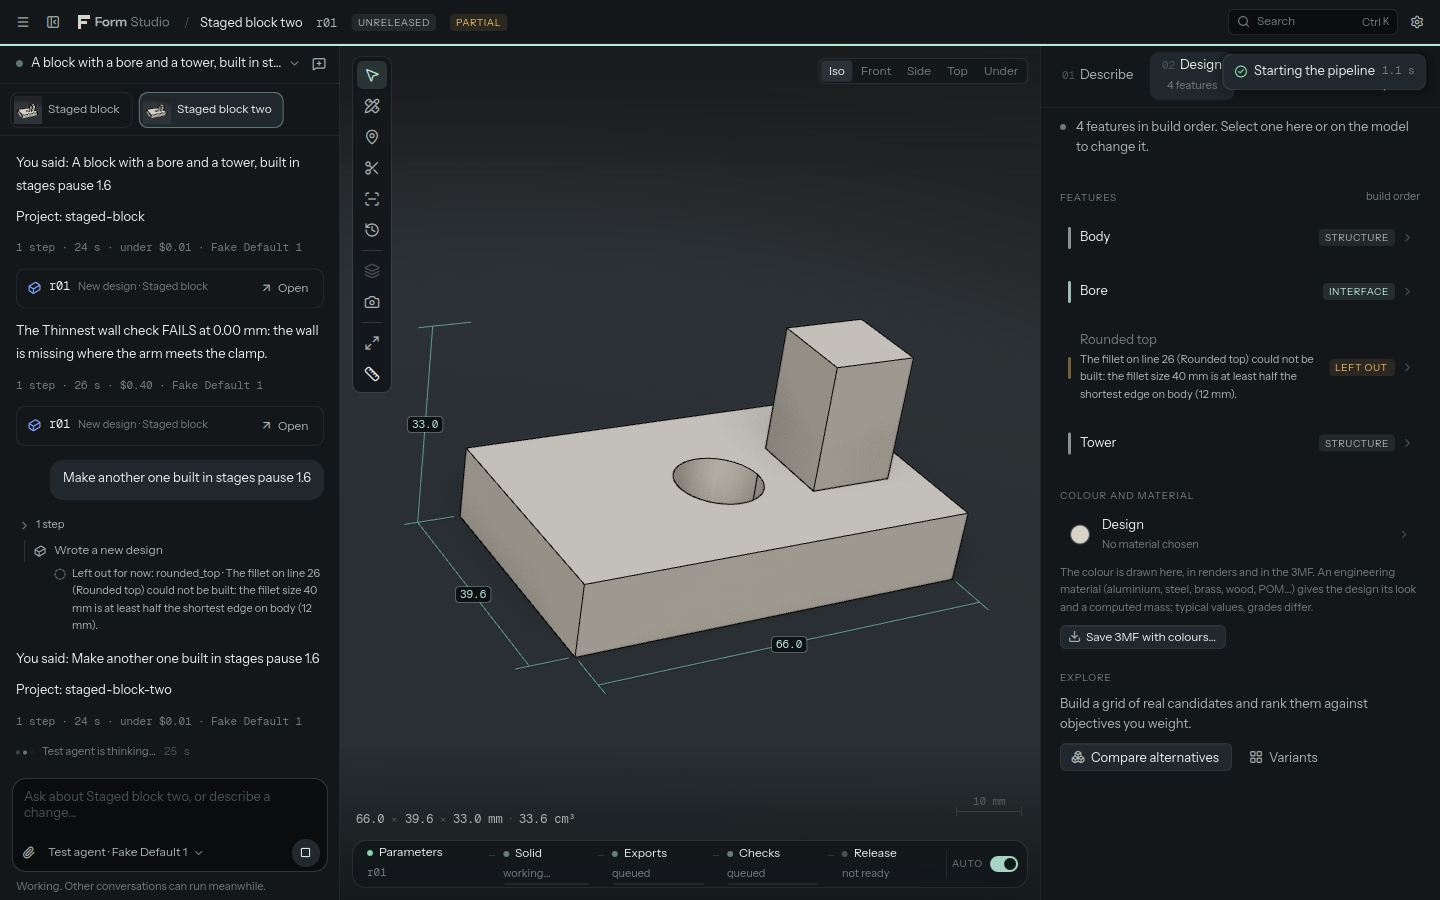 Form Studio / Staged block two r01 UNRELEASED PARTIAL
Search Ctrl K
A block with a bore and a tower, built in st...
Staged block
Staged block two
You said: A block with a bore and a tower, built in
stages pause 1.6
Project: staged-block
1 step · 24 s · under $0.01 · Fake Default 1
r01 New design · Staged block Open
The Thinnest wall check FAILS at 0.00 mm: the wall
is missing where the arm meets the clamp.
1 step · 26 s · $0.40 · Fake Default 1
r01 New design · Staged block Open
Make another one built in stages pause 1.6
1 step
Wrote a new design
Left out for now: rounded_top · The fillet on line 26
(Rounded top) could not be built: the fillet size 40
mm is at least half the shortest edge on body (12
mm).
You said: Make another one built in stages pause 1.6
Project: staged-block-two
1 step · 24 s · under $0.01 · Fake Default 1
Test agent is thinking... 25 s
Ask about Staged block two, or describe a
change...
Test agent · Fake Default 1
Working. Other conversations can run meanwhile.
Iso Front Side Top Under
33.0
39.6
66.0
10 mm
66.0 × 39.6 × 33.0 mm · 33.6 cm³
Parameters
r01
Solid
working...
Exports
queued
Checks
queued
Release
not ready
AUTO
01 Describe
02 Design
4 features
Starting the pipeline 1.1 s
4 features in build order. Select one here or on the model
to change it.
FEATURES build order
Body STRUCTURE
Bore INTERFACE
Rounded top
The fillet on line 26 (Rounded top) could not be
built: the fillet size 40 mm is at least half the
shortest edge on body (12 mm).
LEFT OUT
Tower STRUCTURE
COLOUR AND MATERIAL
Design
No material chosen
The colour is drawn here, in renders and in the 3MF. An engineering
material (aluminium, steel, brass, wood, POM...) gives the design its look
and a computed mass; typical values, grades differ.
Save 3MF with colours...
EXPLORE
Build a grid of real candidates and rank them against
objectives you weight.
Compare alternatives
Variants